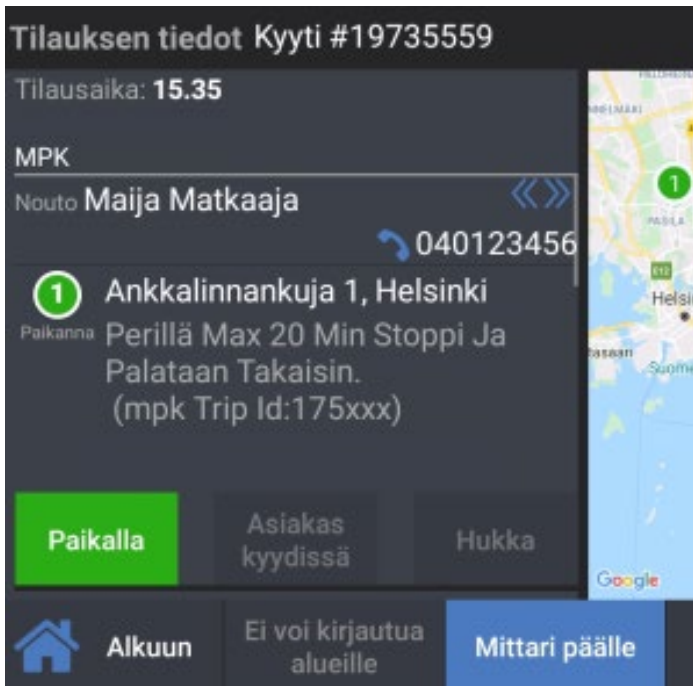 Tilauksen tiedot Kyyti #19735559
Tilausaika: 15.35
MPK
Nouto Maija Matkaaja
040123456
1 Ankkalinnankuja 1, Helsinki
Paikanna Perillä Max 20 Min Stoppi Ja
Palataan Takaisin.
(mpk Trip Id:175xxx)
Paikalla
Asiakas
kyydissä
Hukka
Alkuun
Ei voi kirjautua
alueille
Mittari päälle
1
PASILA
E12
Helsi
Google